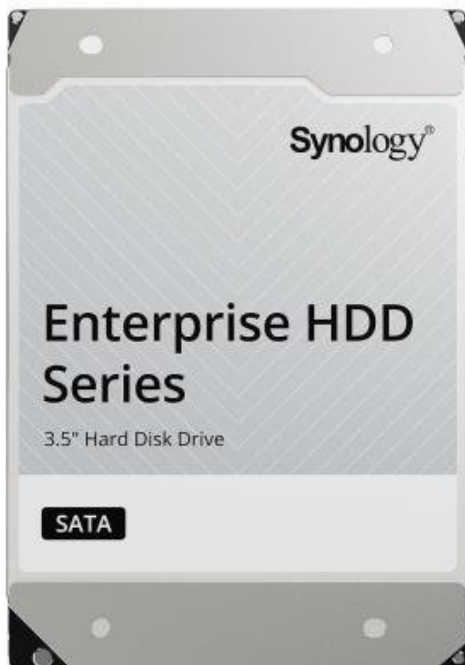 Synology®
Enterprise HDD
Series
3.5" Hard Disk Drive
SATA